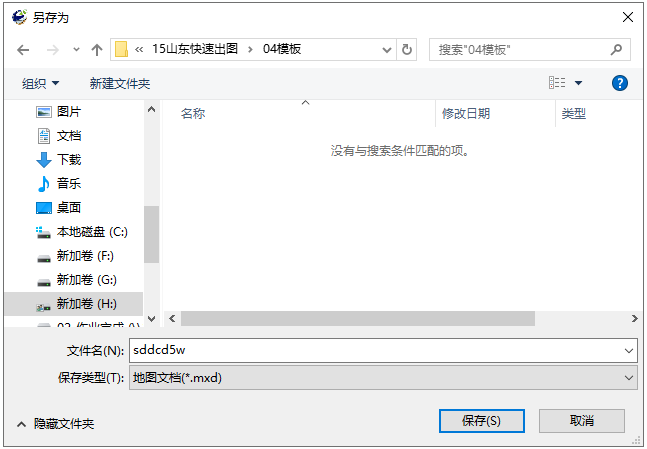 另存为
« 15山东快速出图 › 04模板
搜索"04模板"
组织
新建文件夹
?
名称
修改日期
类型
图片
没有与搜索条件匹配的项。
文档
下载
音乐
桌面
本地磁盘 (C:)
新加卷 (F:)
新加卷 (G:)
新加卷 (H:)
文件名(N):
sddcd5w
保存类型(T):
地图文档(*.mxd)
隐藏文件夹
保存(S)
取消